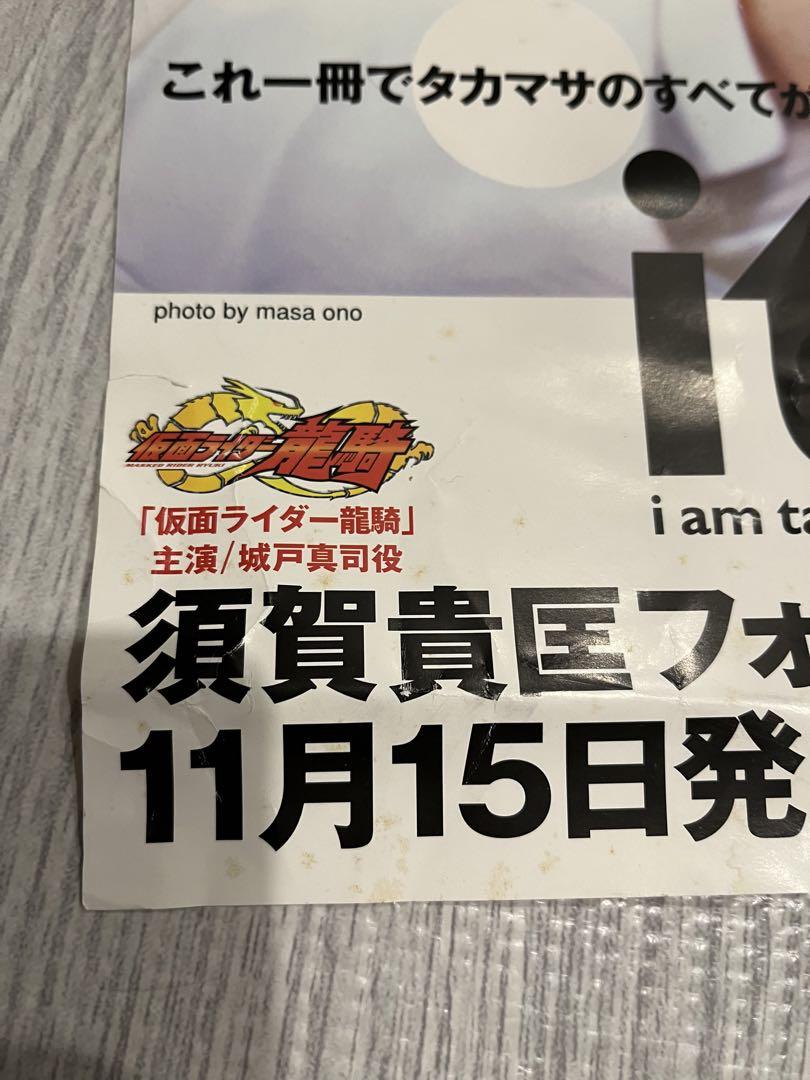 これ一冊でタカマサのすべてが
photo by masa ono
仮面ライダー龍騎
MASKED RIDER RYUKI
「仮面ライダー龍騎」
主演/城戸真司役
i am ta
須賀貴匡フォ
11月15日発